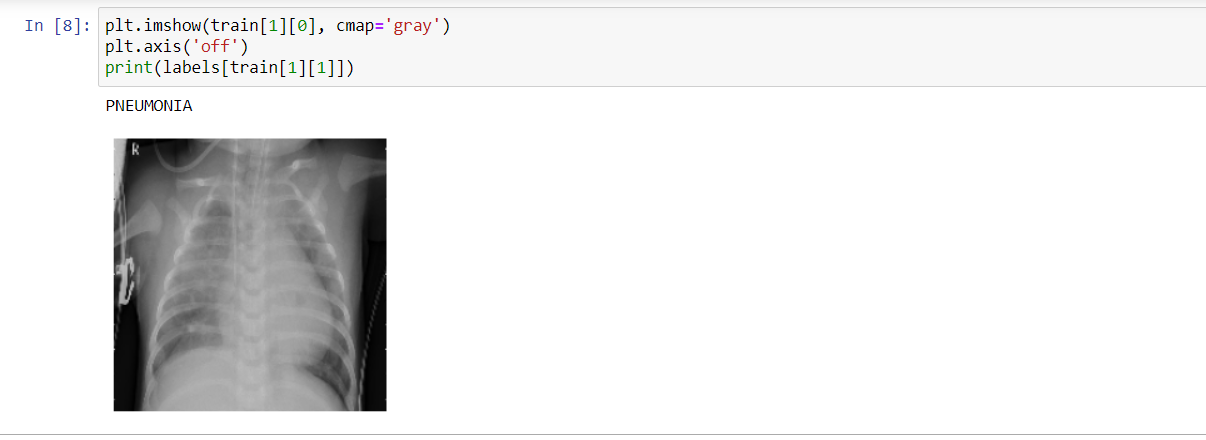 In [8]: plt.imshow(train[1][0], cmap='gray')
plt.axis('off')
print(labels[train[1][1]])
PNEUMONIA
R